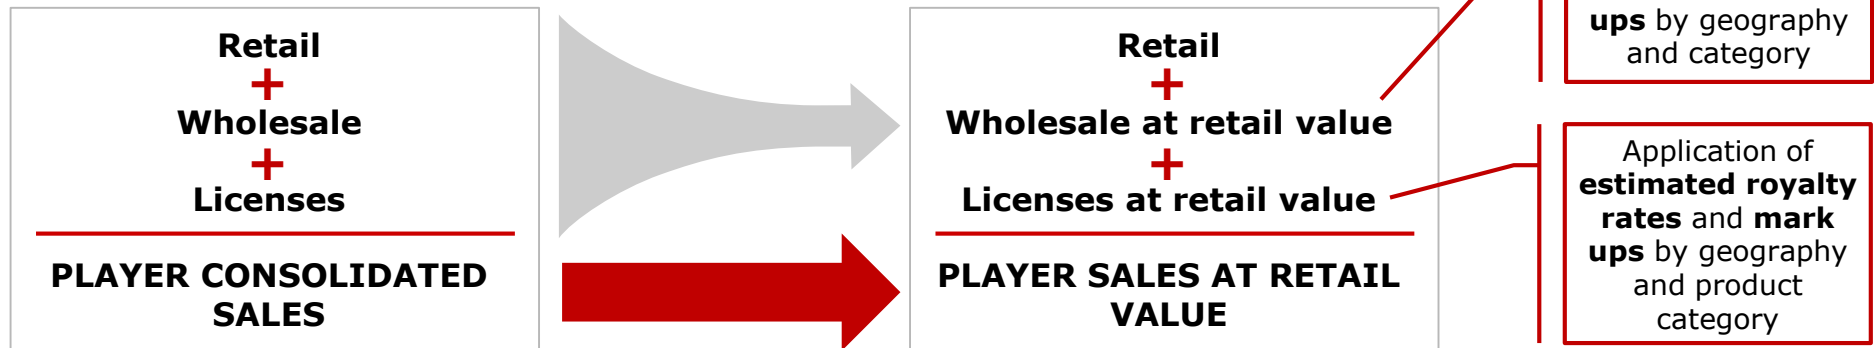 Retail
+
Wholesale
+
Licenses
PLAYER CONSOLIDATED
SALES
Retail
+
Wholesale at retail value
+
Licenses at retail value
PLAYER SALES AT RETAIL
VALUE
ups by geography
and category
Application of
estimated royalty
rates and mark
ups by geography
and product
category